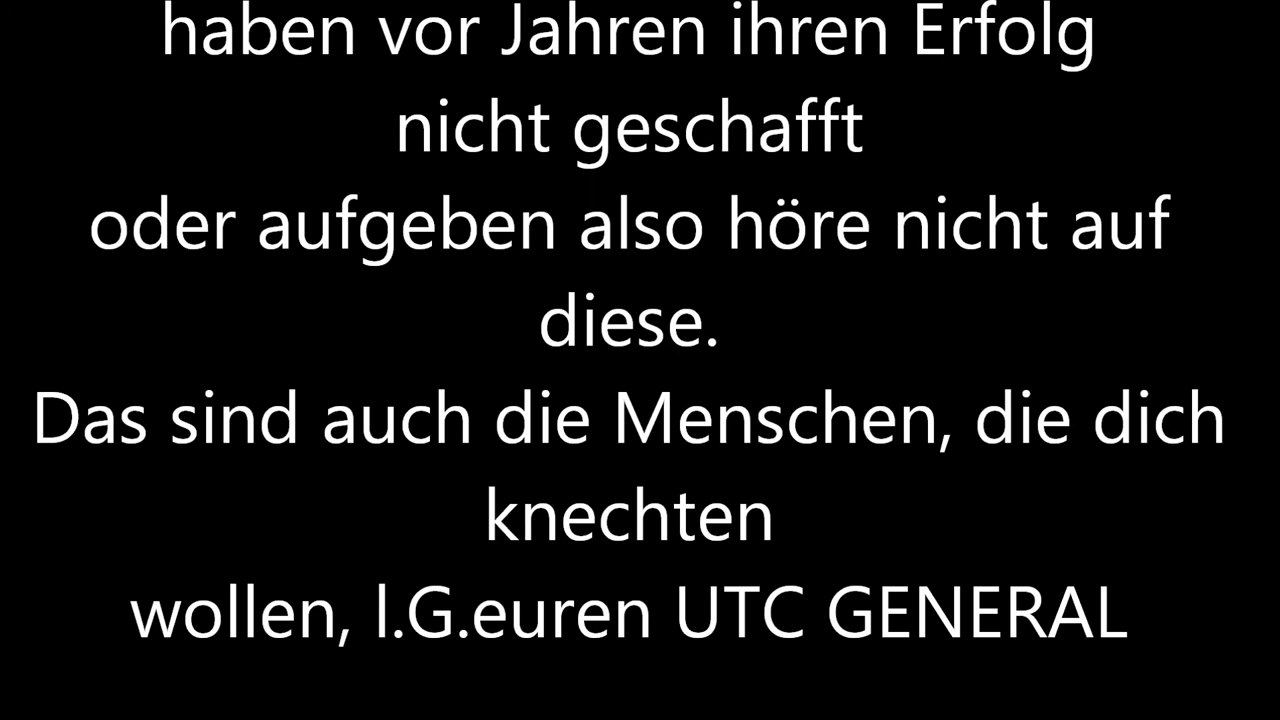 haben vor Jahren ihren Erfolg
nicht geschafft
oder aufgeben also höre nicht auf
diese.
Das sind auch die Menschen, die dich
knechten
wollen, l.G.euren UTC GENERAL